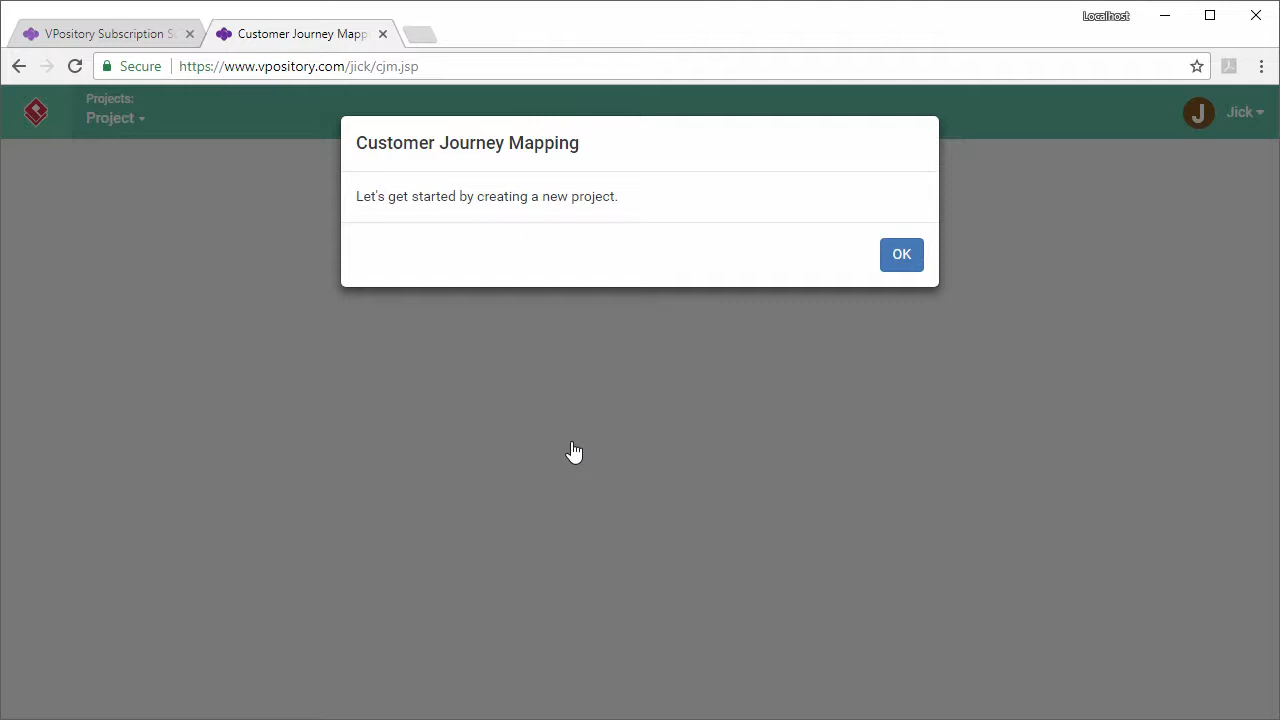 Localhost
VPository Subscription S
Customer Journey Mapp
Secure
https://www.vpository.com/jick/cjm.jsp
Projects:
Project
J
Jick
Customer Journey Mapping
Let's get started by creating a new project.
OK